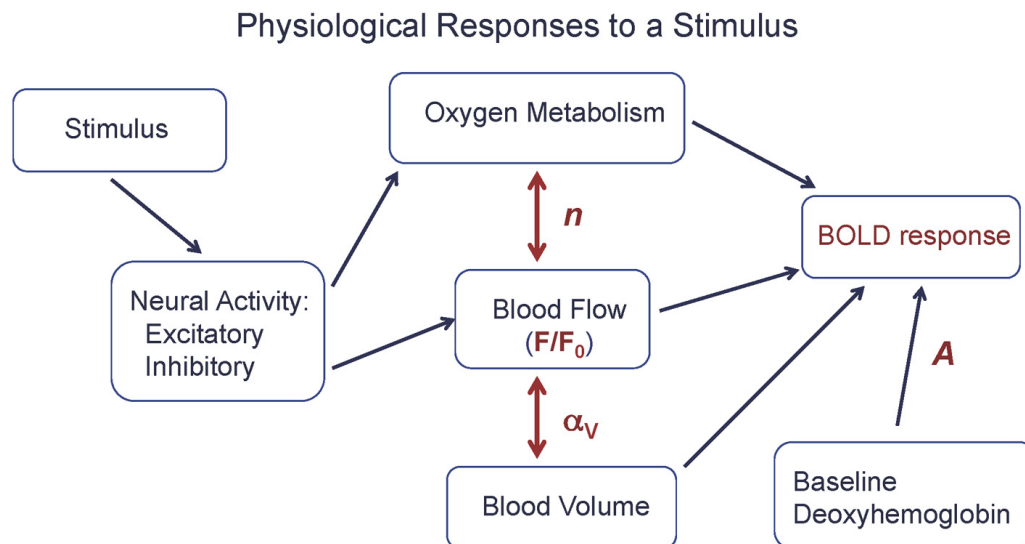 Physiological Responses to a Stimulus
Stimulus
Oxygen Metabolism
n
BOLD response
Neural Activity:
Excitatory
Inhibitory
Blood Flow
(F/F₀)
A
αV
Blood Volume
Baseline
Deoxyhemoglobin